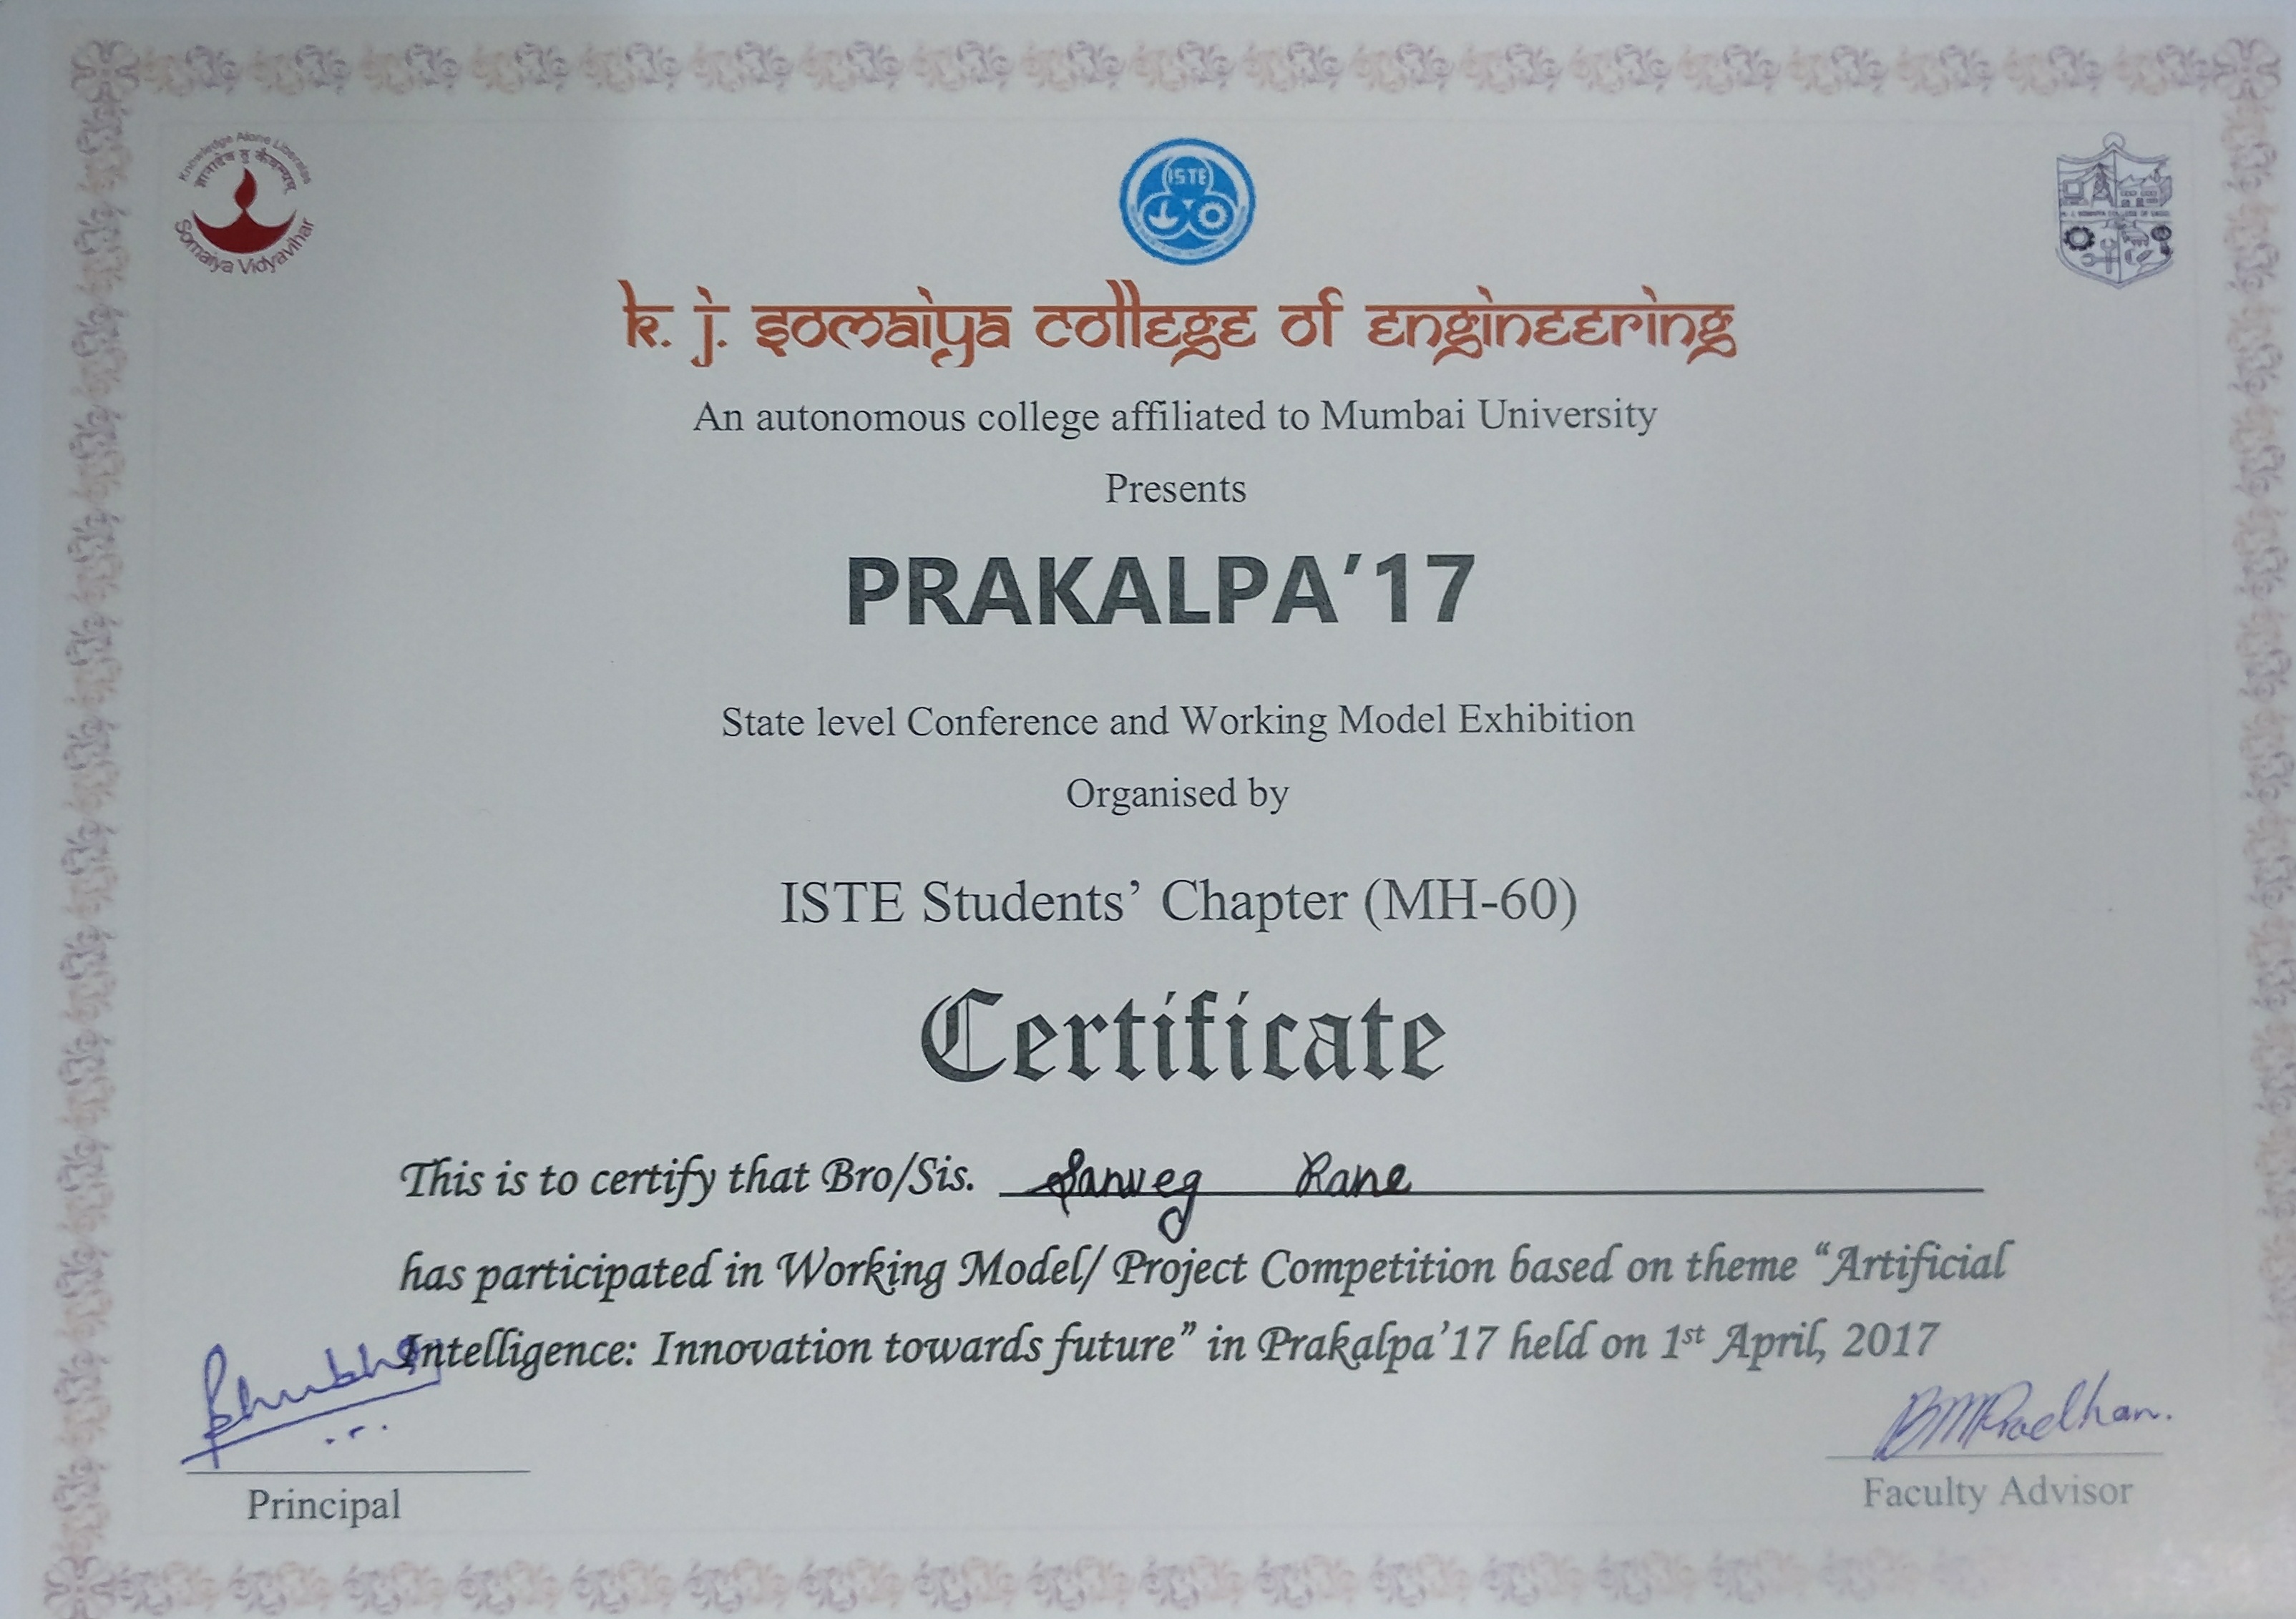 Knowledge Alone Liberates
ज्ञानादेव तु कैवल्यम्
Somaiya Vidyavihar
ISTE
K. J. Somaiya College of Engineering
An autonomous college affiliated to Mumbai University
Presents
PRAKALPA’17
State level Conference and Working Model Exhibition
Organised by
ISTE Students’ Chapter (MH-60)
Certificate
This is to certify that Bro/Sis. Sanveg Rane
has participated in Working Model/ Project Competition based on theme “Artificial
Intelligence: Innovation towards future” in Prakalpa’17 held on 1st April, 2017
BMPradhan.
Principal
Faculty Advisor